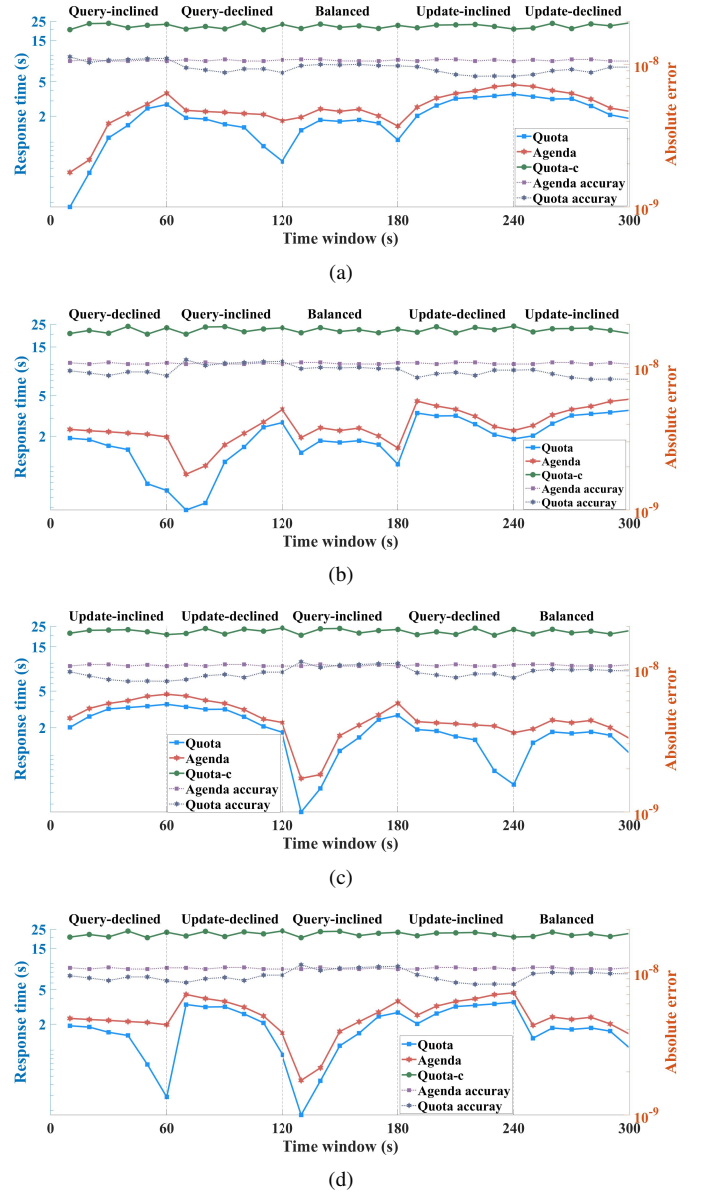 Query-inclined Query-declined Balanced Update-inclined Update-declined
25
15
5
2
Response time (s)
10^-8
10^-9
Absolute error
Quota
Agenda
Quota-c
Agenda accuray
Quota accuray
0 60 120 180 240 300
Time window (s)
(a)
Query-declined Query-inclined Balanced Update-declined Update-inclined
25
15
5
2
Response time (s)
10^-8
10^-9
Absolute error
Quota
Agenda
Quota-c
Agenda accuray
Quota accuray
0 60 120 180 240 300
Time window (s)
(b)
Update-inclined Update-declined Query-inclined Query-declined Balanced
25
15
5
2
Response time (s)
10^-8
10^-9
Absolute error
Quota
Agenda
Quota-c
Agenda accuray
Quota accuray
0 60 120 180 240 300
Time window (s)
(c)
Query-declined Update-declined Query-inclined Update-inclined Balanced
25
15
5
2
Response time (s)
10^-8
10^-9
Absolute error
Quota
Agenda
Quota-c
Agenda accuray
Quota accuray
0 60 120 180 240 300
Time window (s)
(d)